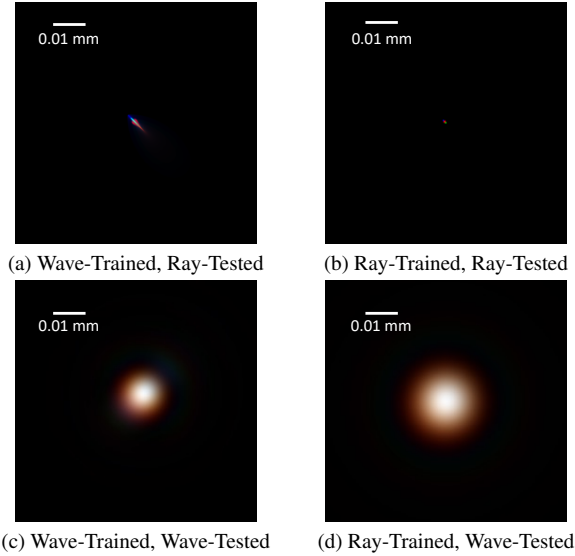 0.01 mm
0.01 mm
(a) Wave-Trained, Ray-Tested
(b) Ray-Trained, Ray-Tested
0.01 mm
0.01 mm
(c) Wave-Trained, Wave-Tested
(d) Ray-Trained, Wave-Tested